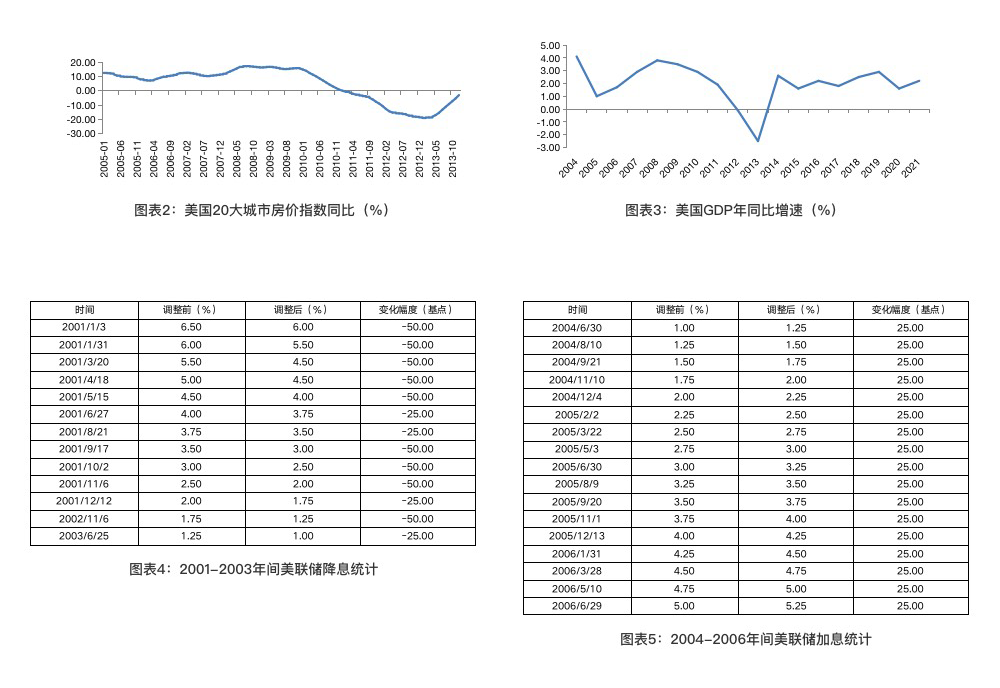 20.00
10.00
0.00
-10.00
-20.00
-30.00
2005-01
2005-06
2005-11
2006-04
2006-09
2007-02
2007-07
2007-12
2008-05
2008-10
2009-03
2009-08
2010-01
2010-06
2010-11
2011-04
2011-09
2012-02
2012-07
2012-12
2013-05
2013-10
图表2：美国20大城市房价指数同比（%）
5.00
4.00
3.00
2.00
1.00
0.00
-1.00
-2.00
-3.00
2004
2005
2006
2007
2008
2009
2010
2011
2012
2013
2014
2015
2016
2017
2018
2019
2020
2021
图表3：美国GDP年同比增速（%）
时间 调整前（%） 调整后（%） 变化幅度（基点）
2001/1/3 6.50 6.00 -50.00
2001/1/31 6.00 5.50 -50.00
2001/3/20 5.50 4.50 -50.00
2001/4/18 5.00 4.50 -50.00
2001/5/15 4.50 4.00 -50.00
2001/6/27 4.00 3.75 -25.00
2001/8/21 3.75 3.50 -25.00
2001/9/17 3.50 3.00 -50.00
2001/10/2 3.00 2.50 -50.00
2001/11/6 2.50 2.00 -50.00
2001/12/12 2.00 1.75 -25.00
2002/11/6 1.75 1.25 -50.00
2003/6/25 1.25 1.00 -25.00
图表4：2001-2003年间美联储降息统计
时间 调整前（%） 调整后（%） 变化幅度（基点）
2004/6/30 1.00 1.25 25.00
2004/8/10 1.25 1.50 25.00
2004/9/21 1.50 1.75 25.00
2004/11/10 1.75 2.00 25.00
2004/12/4 2.00 2.25 25.00
2005/2/2 2.25 2.50 25.00
2005/3/22 2.50 2.75 25.00
2005/5/3 2.75 3.00 25.00
2005/6/30 3.00 3.25 25.00
2005/8/9 3.25 3.50 25.00
2005/9/20 3.50 3.75 25.00
2005/11/1 3.75 4.00 25.00
2005/12/13 4.00 4.25 25.00
2006/1/31 4.25 4.50 25.00
2006/3/28 4.50 4.75 25.00
2006/5/10 4.75 5.00 25.00
2006/6/29 5.00 5.25 25.00
图表5：2004-2006年间美联储加息统计